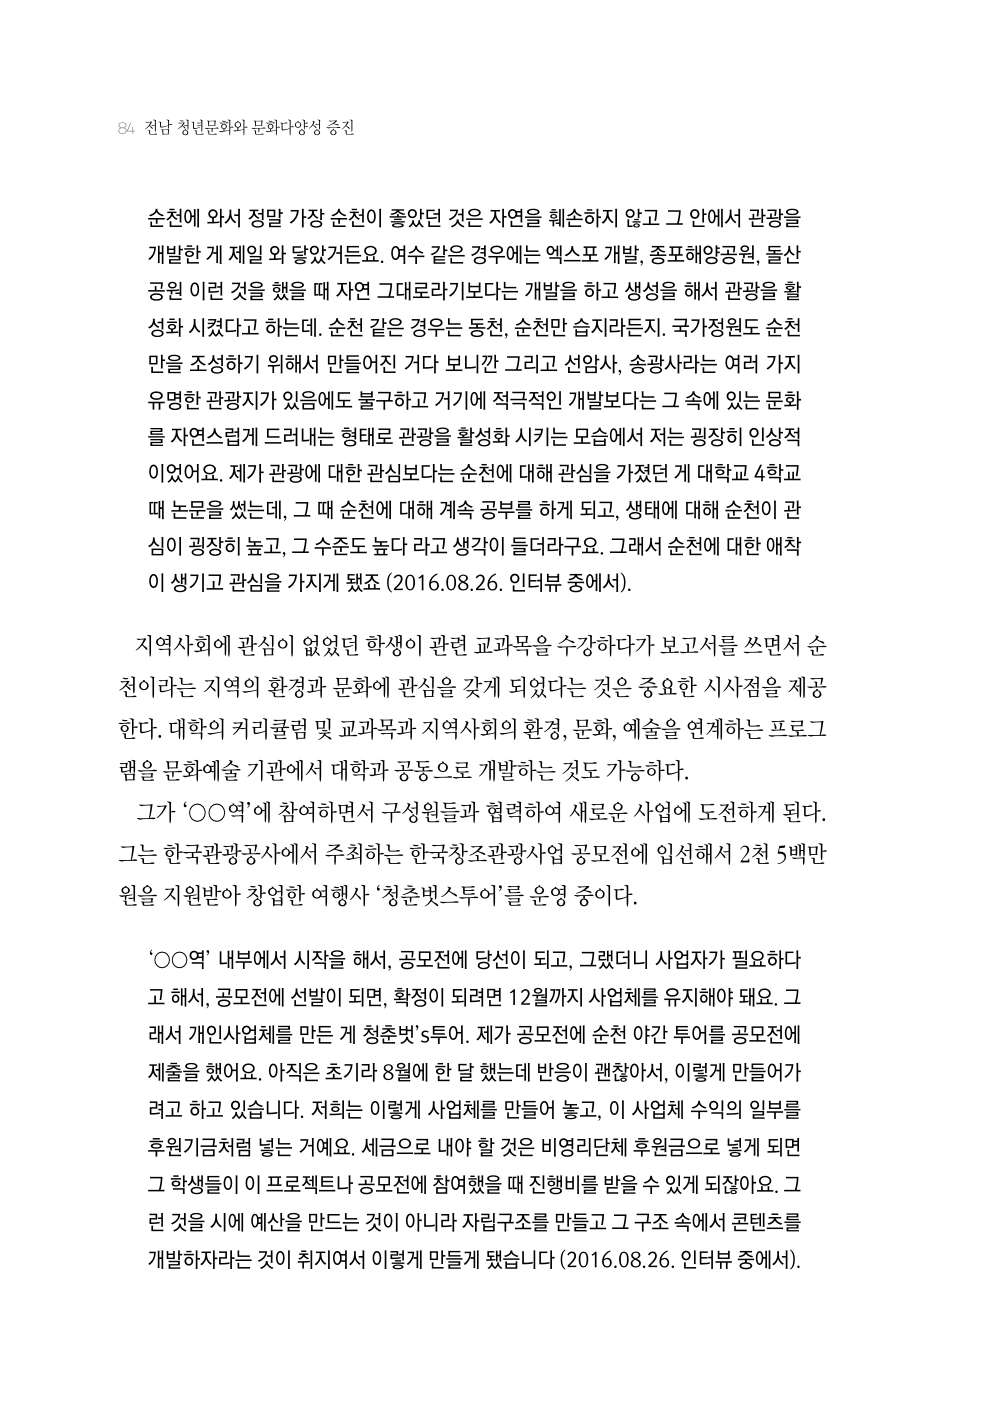 84 전남 청년문화와 문화다양성 증진
순천에 와서 정말 가장 순천이 좋았던 것은 자연을 훼손하지 않고 그 안에서 관광을
개발한 게 제일 와 닿았거든요. 여수 같은 경우에는 엑스포 개발, 종포해양공원, 돌산
공원 이런 것을 했을 때 자연 그대로라기보다는 개발을 하고 생성을 해서 관광을 활
성화 시켰다고 하는데. 순천 같은 경우는 동천, 순천만 습지라든지. 국가정원도 순천
만을 조성하기 위해서 만들어진 거다 보니깐 그리고 선암사, 송광사라는 여러 가지
유명한 관광지가 있음에도 불구하고 거기에 적극적인 개발보다는 그 속에 있는 문화
를 자연스럽게 드러내는 형태로 관광을 활성화 시키는 모습에서 저는 굉장히 인상적
이었어요. 제가 관광에 대한 관심보다는 순천에 대해 관심을 가졌던 게 대학교 4학교
때 논문을 썼는데, 그 때 순천에 대해 계속 공부를 하게 되고, 생태에 대해 순천이 관
심이 굉장히 높고, 그 수준도 높다 라고 생각이 들더라구요. 그래서 순천에 대한 애착
이 생기고 관심을 가지게 됐죠 (2016.08.26. 인터뷰 중에서).
지역사회에 관심이 없었던 학생이 관련 교과목을 수강하다가 보고서를 쓰면서 순
천이라는 지역의 환경과 문화에 관심을 갖게 되었다는 것은 중요한 시사점을 제공
한다. 대학의 커리큘럼 및 교과목과 지역사회의 환경, 문화, 예술을 연계하는 프로그
램을 문화예술 기관에서 대학과 공동으로 개발하는 것도 가능하다.
그가 ‘○○역’에 참여하면서 구성원들과 협력하여 새로운 사업에 도전하게 된다.
그는 한국관광공사에서 주최하는 한국창조관광사업 공모전에 입선해서 2천 5백만
원을 지원받아 창업한 여행사 ‘청춘벗스투어’를 운영 중이다.
‘○○역’ 내부에서 시작을 해서, 공모전에 당선이 되고, 그랬더니 사업자가 필요하다
고 해서, 공모전에 선발이 되면, 확정이 되려면 12월까지 사업체를 유지해야 돼요. 그
래서 개인사업체를 만든 게 청춘벗’s투어. 제가 공모전에 순천 야간 투어를 공모전에
제출을 했어요. 아직은 초기라 8월에 한 달 했는데 반응이 괜찮아서, 이렇게 만들어가
려고 하고 있습니다. 저희는 이렇게 사업체를 만들어 놓고, 이 사업체 수익의 일부를
후원기금처럼 넣는 거예요. 세금으로 내야 할 것은 비영리단체 후원금으로 넣게 되면
그 학생들이 이 프로젝트나 공모전에 참여했을 때 진행비를 받을 수 있게 되잖아요. 그
런 것을 시에 예산을 만드는 것이 아니라 자립구조를 만들고 그 구조 속에서 콘텐츠를
개발하자라는 것이 취지여서 이렇게 만들게 됐습니다 (2016.08.26. 인터뷰 중에서).